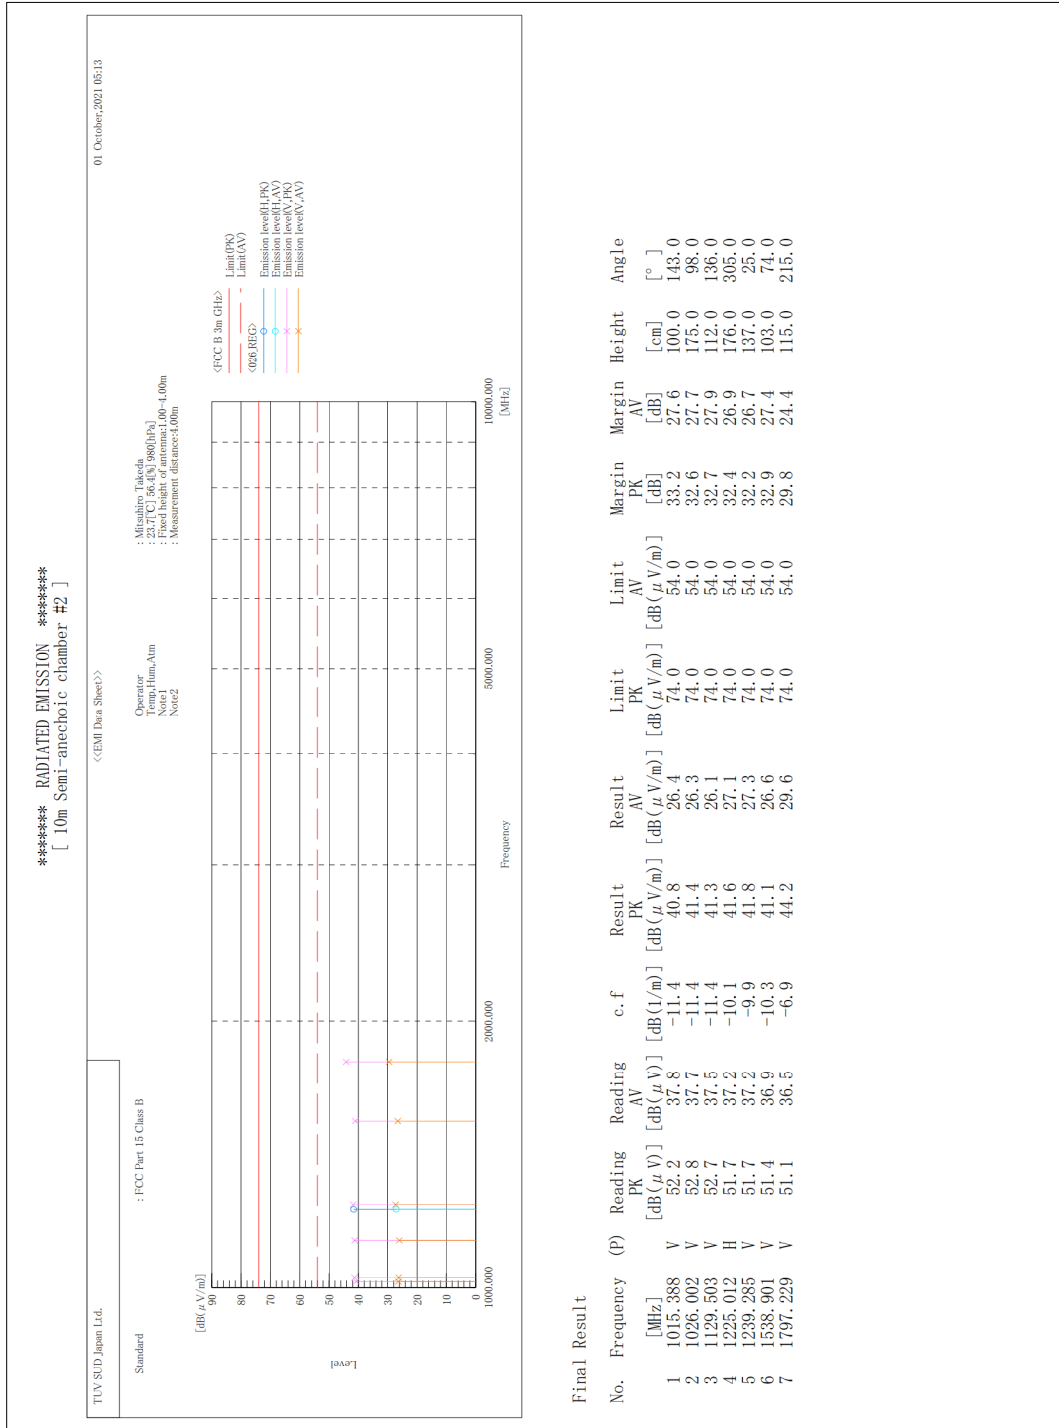 ******* RADIATED EMISSION *******
[ 10m Semi-anechoic chamber #2 ]
TUV SUD Japan Ltd.
<<EMI Data Sheet>>
01 October,2021 05:13
Standard : FCC Part 15 Class B
Operator : Mitsuhiro Takeda
Temp,Hum,Atm : 23.7[℃] 56.4[%] 980[hPa]
Note1 : Fixed height of antenna:1.00-4.00m
Note2 : Measurement distance:4.00m
<FCC B 3m GHz>
Limit(PK)
Limit(AV)
<026,REG>
Emission level(H,PK)
Emission level(H,AV)
Emission level(V,PK)
Emission level(V,AV)
[dB(μ V/m)]
90
80
70
60
50
40
30
20
10
0
Level
1000.000 2000.000 5000.000 10000.000
Frequency [MHz]
Final Result
No. Frequency (P) Reading Reading c.f Result Result Limit Limit Margin Margin Height Angle
PK AV PK AV PK AV PK AV
[MHz] [dB(μ V)] [dB(μ V)] [dB(1/m)] [dB(μ V/m)] [dB(μ V/m)] [dB(μ V/m)] [dB(μ V/m)] [dB] [dB] [cm] [° ]
1 1015.388 V 52.2 37.8 -11.4 40.8 26.4 74.0 54.0 33.2 27.6 100.0 143.0
2 1026.002 V 52.8 37.7 -11.4 41.4 26.3 74.0 54.0 32.6 27.7 175.0 98.0
3 1129.503 V 52.7 37.5 -11.4 41.3 26.1 74.0 54.0 32.7 27.9 112.0 136.0
4 1225.012 H 51.7 37.2 -10.1 41.6 27.1 74.0 54.0 32.4 26.9 176.0 305.0
5 1239.285 V 51.7 37.2 -9.9 41.8 27.3 74.0 54.0 32.2 26.7 137.0 25.0
6 1538.901 V 51.4 36.9 -10.3 41.1 26.6 74.0 54.0 32.9 27.4 103.0 74.0
7 1797.229 V 51.1 36.5 -6.9 44.2 29.6 74.0 54.0 29.8 24.4 115.0 215.0